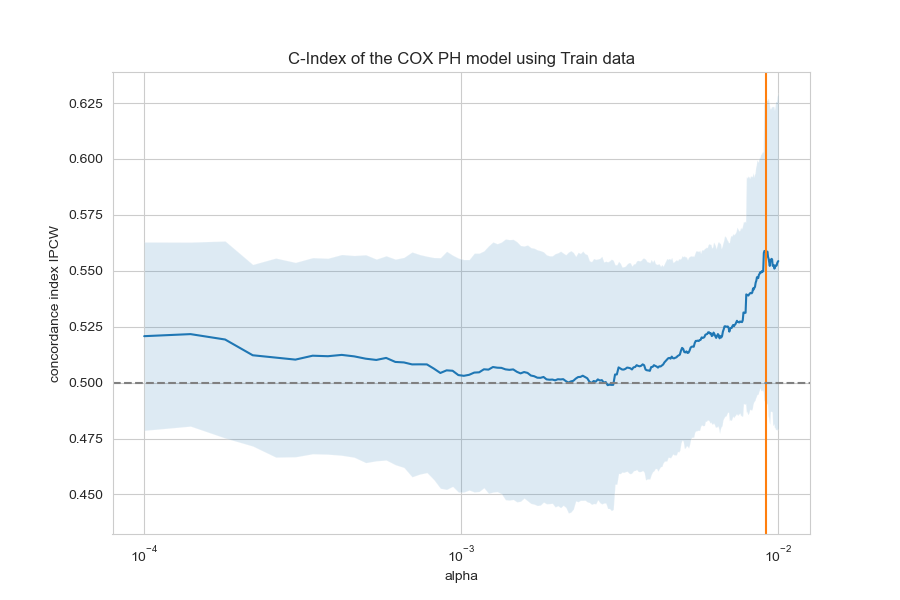 C-Index of the COX PH model using Train data
concordance index IPCW
0.625
0.600
0.575
0.550
0.525
0.500
0.475
0.450
10⁻⁴ 10⁻³ 10⁻²
alpha